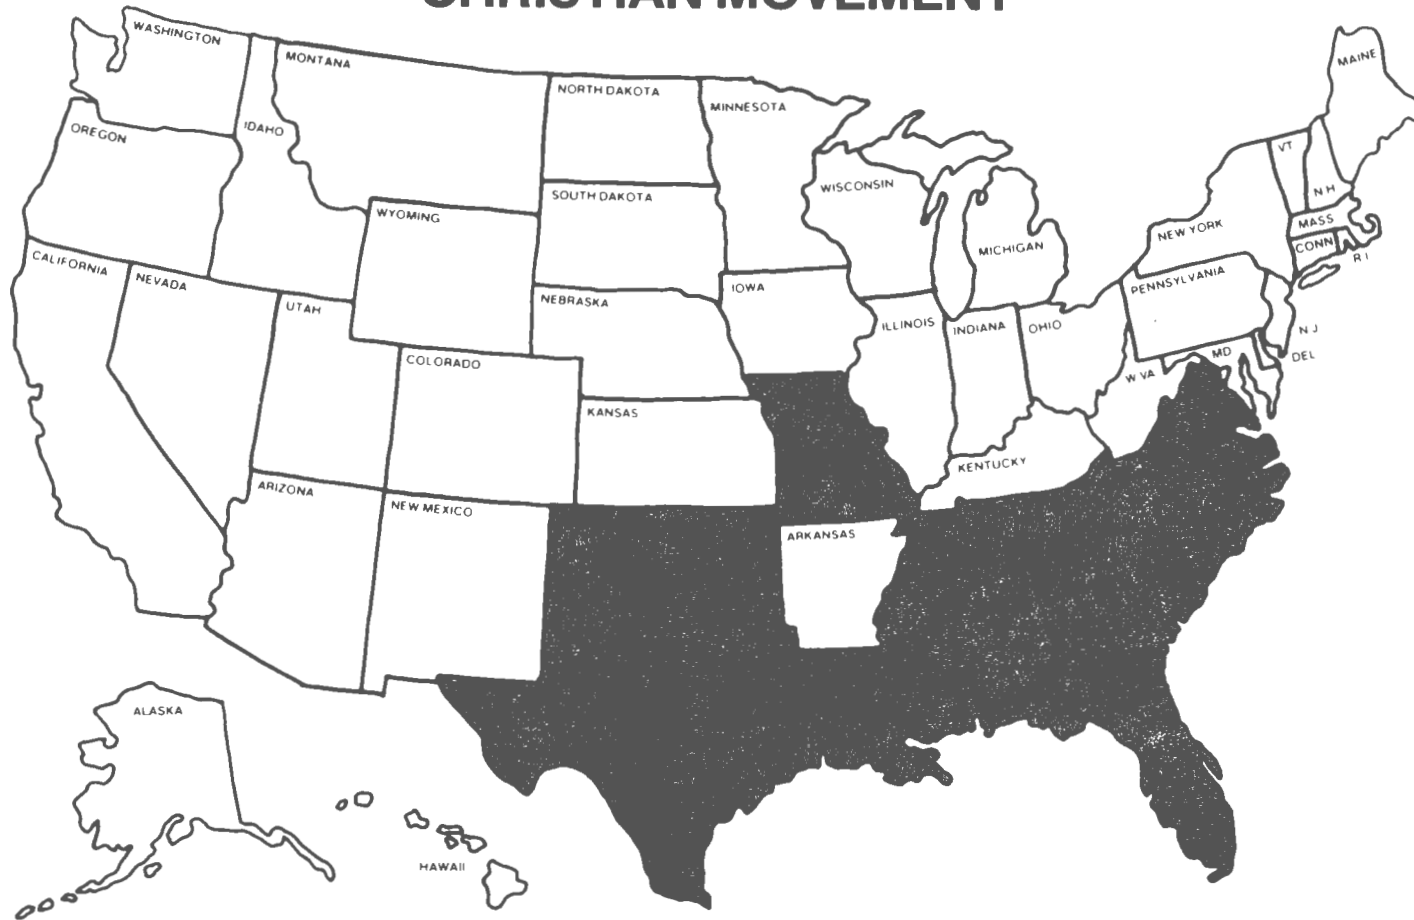 CHRISTIAN MOVEMENT
WASHINGTON
MONTANA
NORTH DAKOTA
MINNESOTA
MAINE
OREGON
IDAHO
VT
WISCONSIN
N H
SOUTH DAKOTA
WYOMING
MICHIGAN
NEW YORK
MASS
CONN
R I
CALIFORNIA
NEVADA
UTAH
NEBRASKA
IOWA
PENNSYLVANIA
ILLINOIS
INDIANA
OHIO
N J
COLORADO
W VA
MD
DEL
KANSAS
KENTUCKY
ARIZONA
NEW MEXICO
ARKANSAS
ALASKA
HAWAII